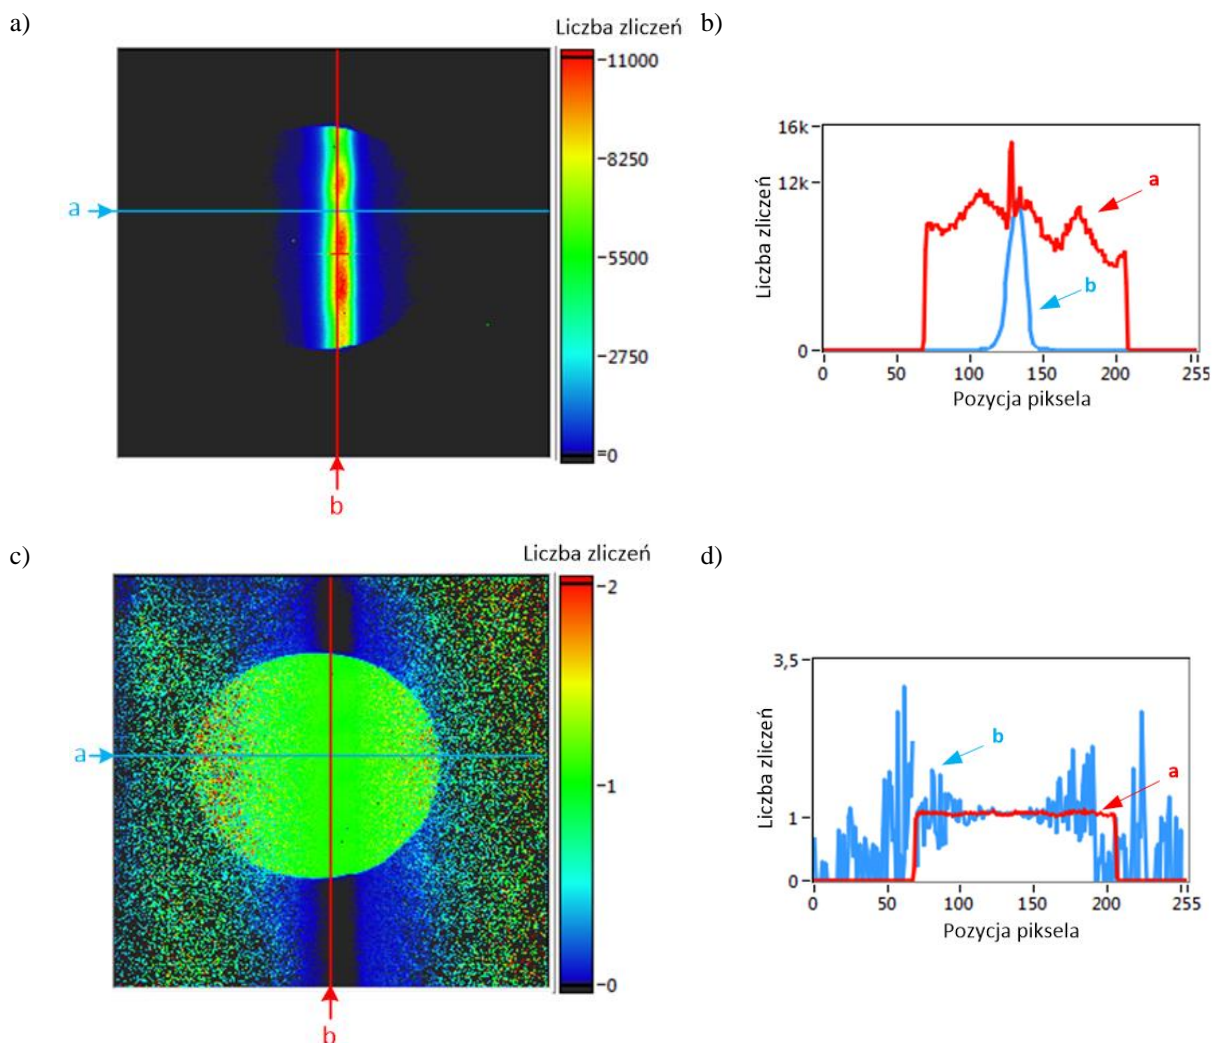 a)
Liczba zliczeń
11000
8250
5500
2750
=0
a
b
b)
Liczba zliczeń
16k
12k
0
0
50
100
150
200
255
a
b
Pozycja piksela
c)
Liczba zliczeń
2
1
0
a
b
d)
Liczba zliczeń
3,5
1
0
0
50
100
150
200
255
b
a
Pozycja piksela